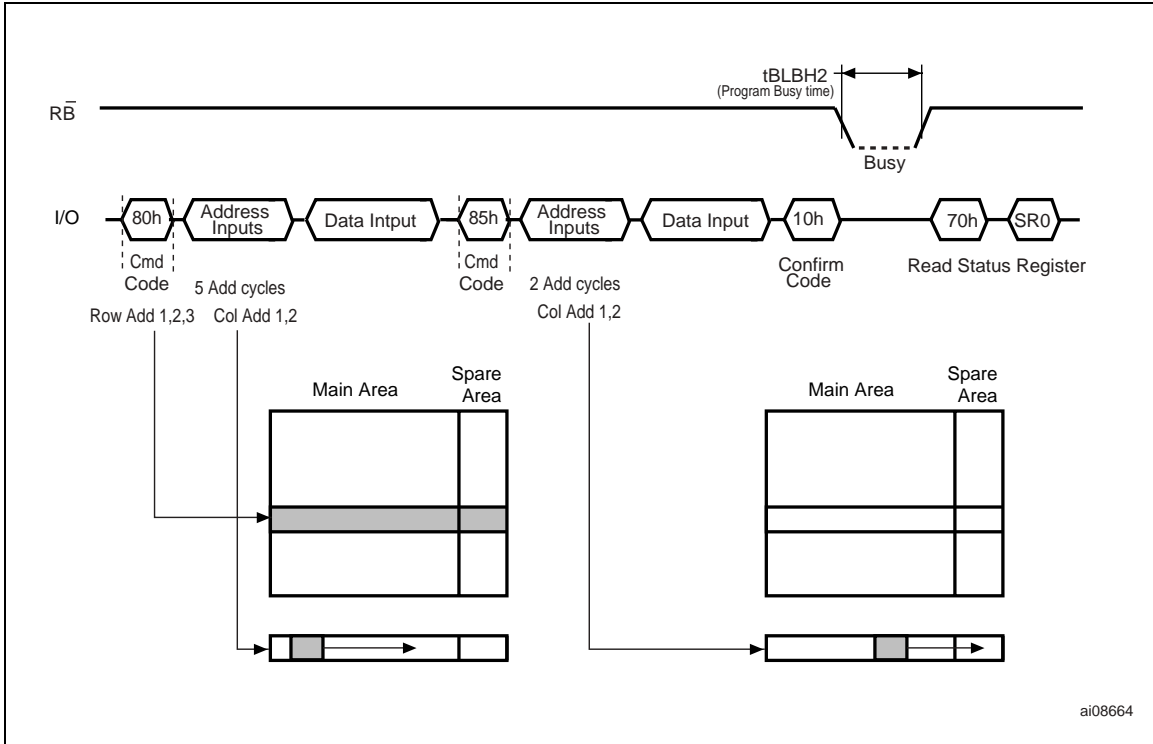 tBLBH2
(Program Busy time)
RB̅
Busy
I/O
80h
Address
Inputs
Data Intput
85h
Address
Inputs
Data Input
10h
70h
SR0
Cmd
Code
Cmd
Code
Confirm
Code
Read Status Register
5 Add cycles
2 Add cycles
Row Add 1,2,3
Col Add 1,2
Col Add 1,2
Main Area
Spare
Area
Main Area
Spare
Area
ai08664